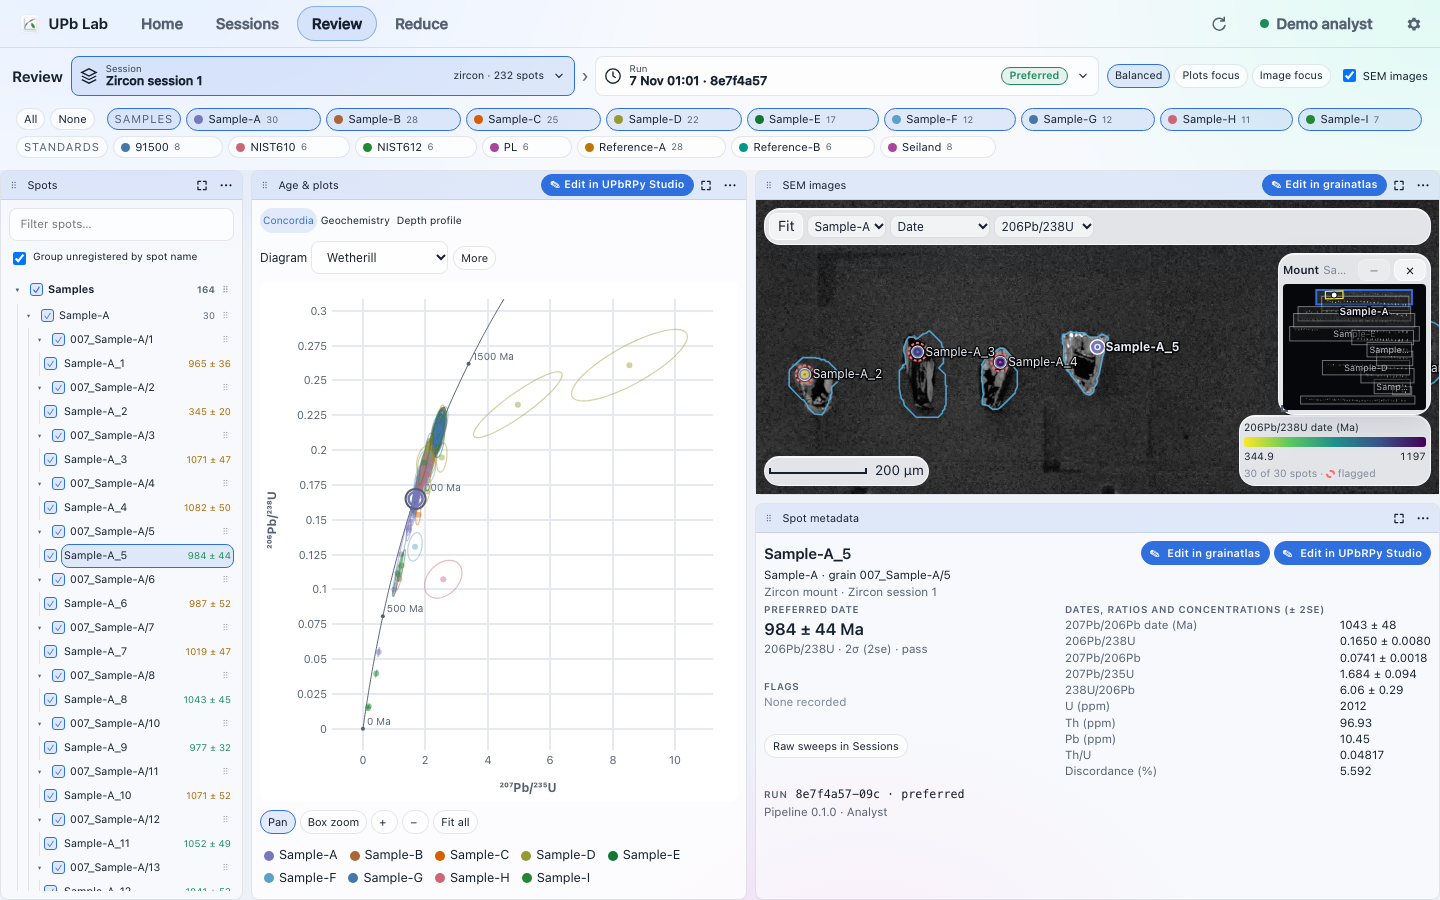 UPb Lab
Home
Sessions
Review
Reduce
Demo analyst
Review
Session
Zircon session 1
zircon · 232 spots
›
Run
7 Nov 01:01 · 8e7f4a57
Preferred
Balanced
Plots focus
Image focus
SEM images
All
None
SAMPLES
Sample-A 30
Sample-B 28
Sample-C 25
Sample-D 22
Sample-E 17
Sample-F 12
Sample-G 12
Sample-H 11
Sample-I 7
STANDARDS
91500 8
NIST610 6
NIST612 6
PL 6
Reference-A 28
Reference-B 6
Seiland 8
Spots
Filter spots...
Group unregistered by spot name
Samples 164
Sample-A 30
007_Sample-A/1
Sample-A_1 965 ± 36
007_Sample-A/2
Sample-A_2 345 ± 20
007_Sample-A/3
Sample-A_3 1071 ± 47
007_Sample-A/4
Sample-A_4 1082 ± 50
007_Sample-A/5
Sample-A_5 984 ± 44
007_Sample-A/6
Sample-A_6 987 ± 52
007_Sample-A/7
Sample-A_7 1019 ± 47
007_Sample-A/8
Sample-A_8 1043 ± 45
007_Sample-A/10
Sample-A_9 977 ± 32
007_Sample-A/11
Sample-A_10 1071 ± 52
007_Sample-A/12
Sample-A_11 1052 ± 49
007_Sample-A/13
Age & plots
Edit in UPbRPy Studio
Concordia
Geochemistry
Depth profile
Diagram
Wetherill
More
0.3
0.275
0.25
0.225
0.2
0.175
0.15
0.125
0.1
0.075
0.05
0.025
0
²⁰⁶Pb/²³⁸U
1500 Ma
500 Ma
0 Ma
0
2
4
6
8
10
²⁰⁷Pb/²³⁵U
Pan
Box zoom
+
−
Fit all
Sample-A
Sample-B
Sample-C
Sample-D
Sample-E
Sample-F
Sample-G
Sample-H
Sample-I
SEM images
Edit in grainatlas
Fit
Sample-A
Date
206Pb/238U
Sample-A_2
Sample-A_3
Sample-A_4
Sample-A_5
Mount Sa...
Sample-A
Sample-E
Sample...
Sample-D
Samp...
206Pb/238U date (Ma)
344.9
1197
30 of 30 spots · flagged
200 µm
Spot metadata
Sample-A_5
Edit in grainatlas
Edit in UPbRPy Studio
Sample-A · grain 007_Sample-A/5
Zircon mount · Zircon session 1
PREFERRED DATE
984 ± 44 Ma
206Pb/238U · 2σ (2se) · pass
FLAGS
None recorded
Raw sweeps in Sessions
RUN 8e7f4a57–09c · preferred
Pipeline 0.1.0 · Analyst
DATES, RATIOS AND CONCENTRATIONS (± 2SE)
207Pb/206Pb date (Ma) 1043 ± 48
206Pb/238U 0.1650 ± 0.0080
207Pb/206Pb 0.0741 ± 0.0018
207Pb/235U 1.684 ± 0.094
238U/206Pb 6.06 ± 0.29
U (ppm) 2012
Th (ppm) 96.93
Pb (ppm) 10.45
Th/U 0.04817
Discordance (%) 5.592